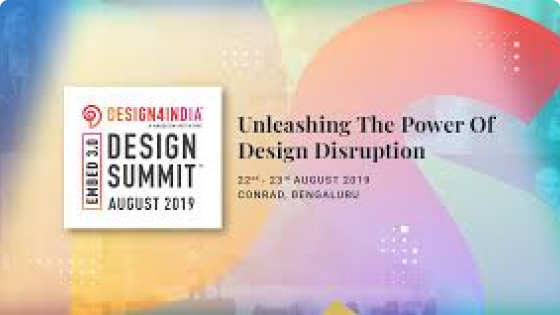 DESIGN4INDIA
EMBED 3.0
DESIGN
SUMMIT™
AUGUST 2019
Unleashing The Power Of
Design Disruption
22ND - 23RD AUGUST 2019
CONRAD, BENGALURU